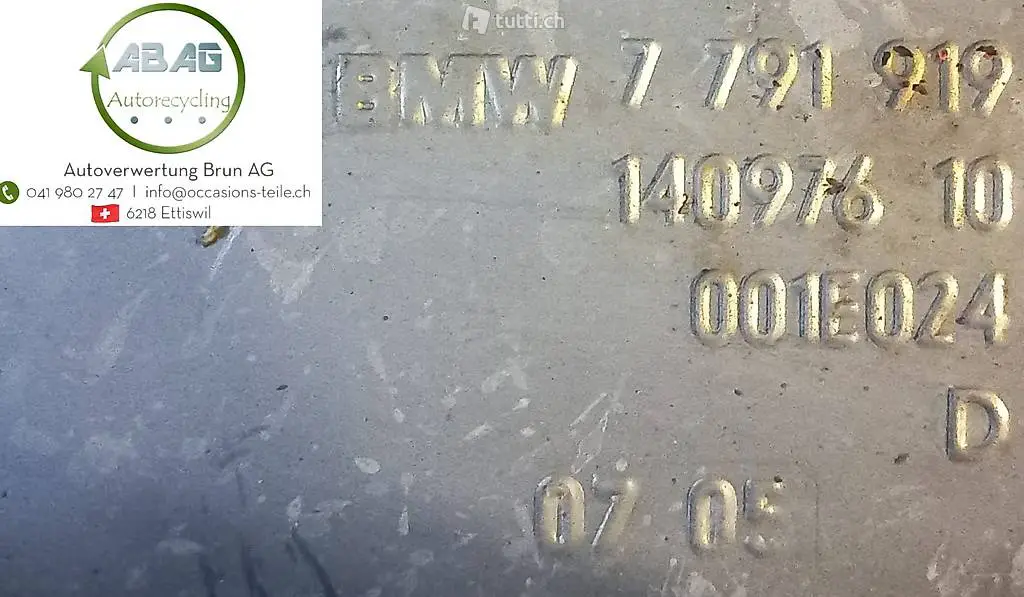 tutti.ch
ABAG
Autorecycling
Autoverwertung Brun AG
041 980 27 47 | info@occasions-teile.ch
6218 Ettiswil
BMW 7 791 919
140976 10
001E024
D
07 05